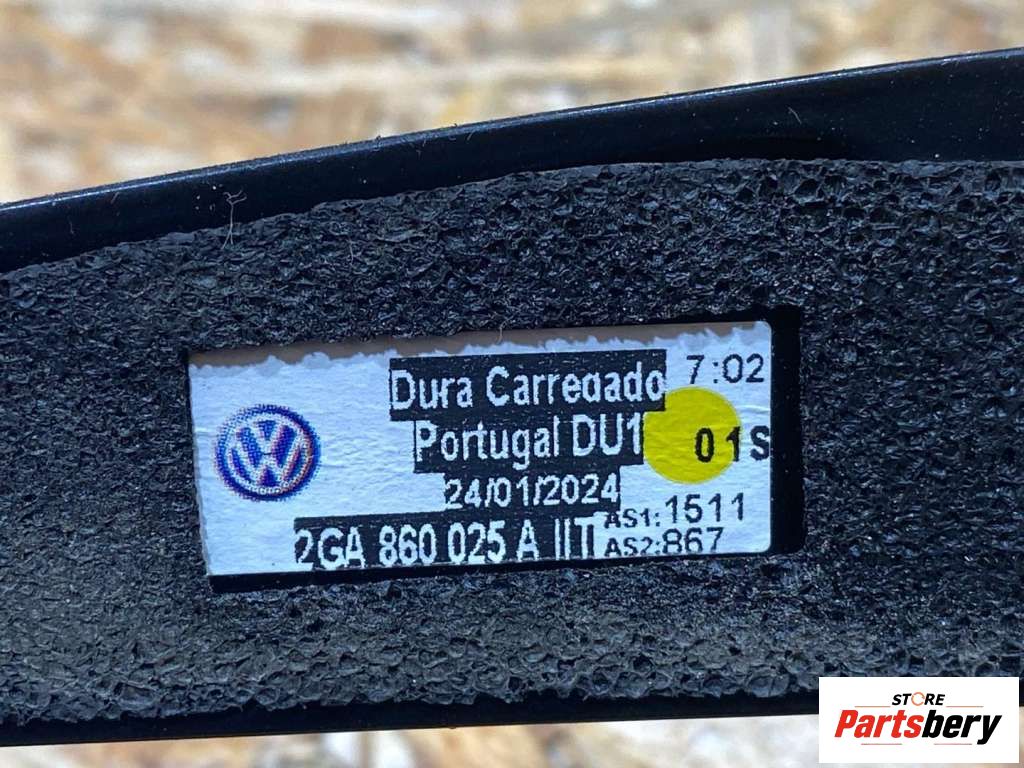 Dura Carregado
7:02
Portugal DU1
01S
24/01/2024
AS1:1511
2GA 860 025 A
AS2:867
STORE
Partsbery